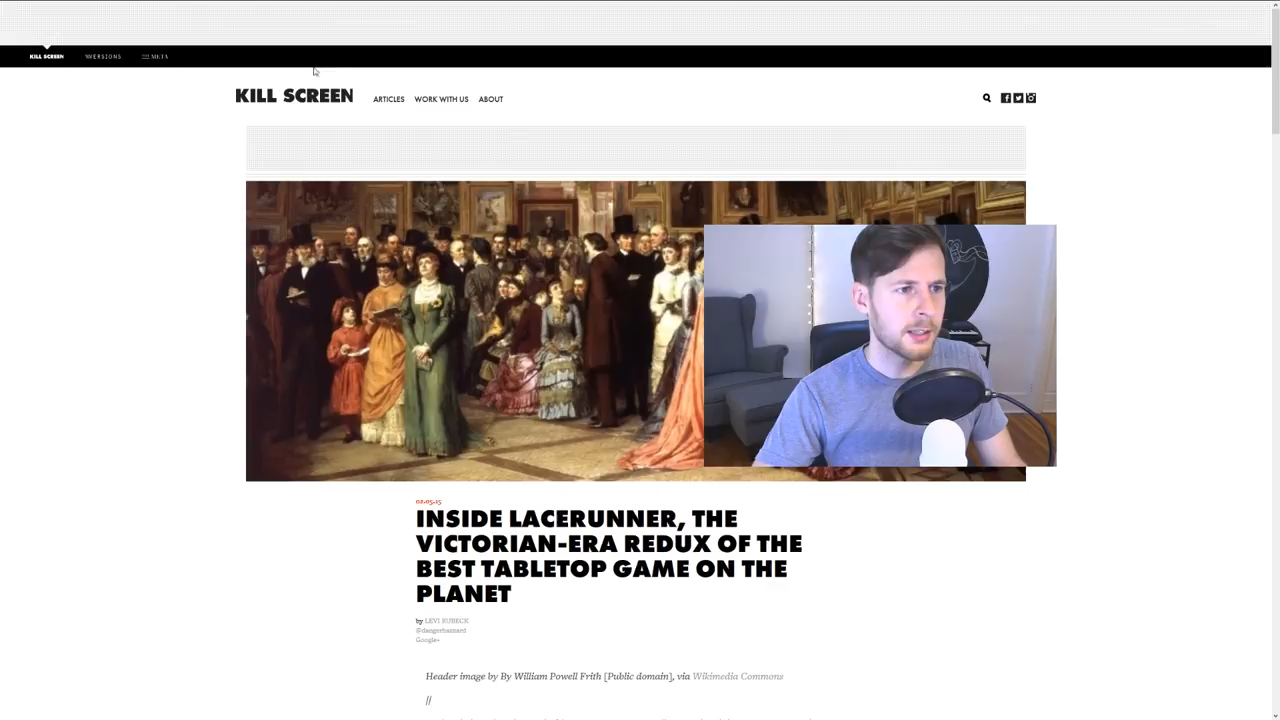 KILL SCREEN VERSIONS META
KILL SCREEN ARTICLES WORK WITH US ABOUT
02.05.15
INSIDE LACERUNNER, THE
VICTORIAN-ERA REDUX OF THE
BEST TABLETOP GAME ON THE
PLANET
by LEVI RUBECK
@dangerhazzard
Google+
Header image by By William Powell Frith [Public domain], via Wikimedia Commons
//